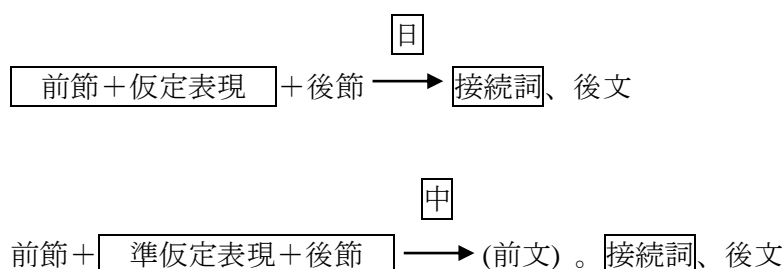 日
前節＋仮定表現＋後節 → 接続詞、後文
中
前節＋準仮定表現＋後節 → (前文) 。接続詞、後文